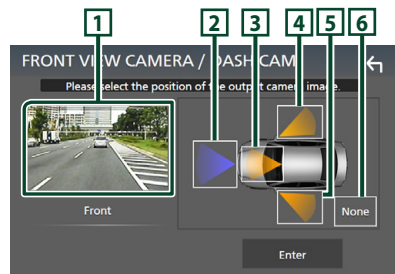 1 2 3 4 5 6
FRONT VIEW CAMERA / DASH CAM
Please select the position of the output camera image.
Front
None
Enter